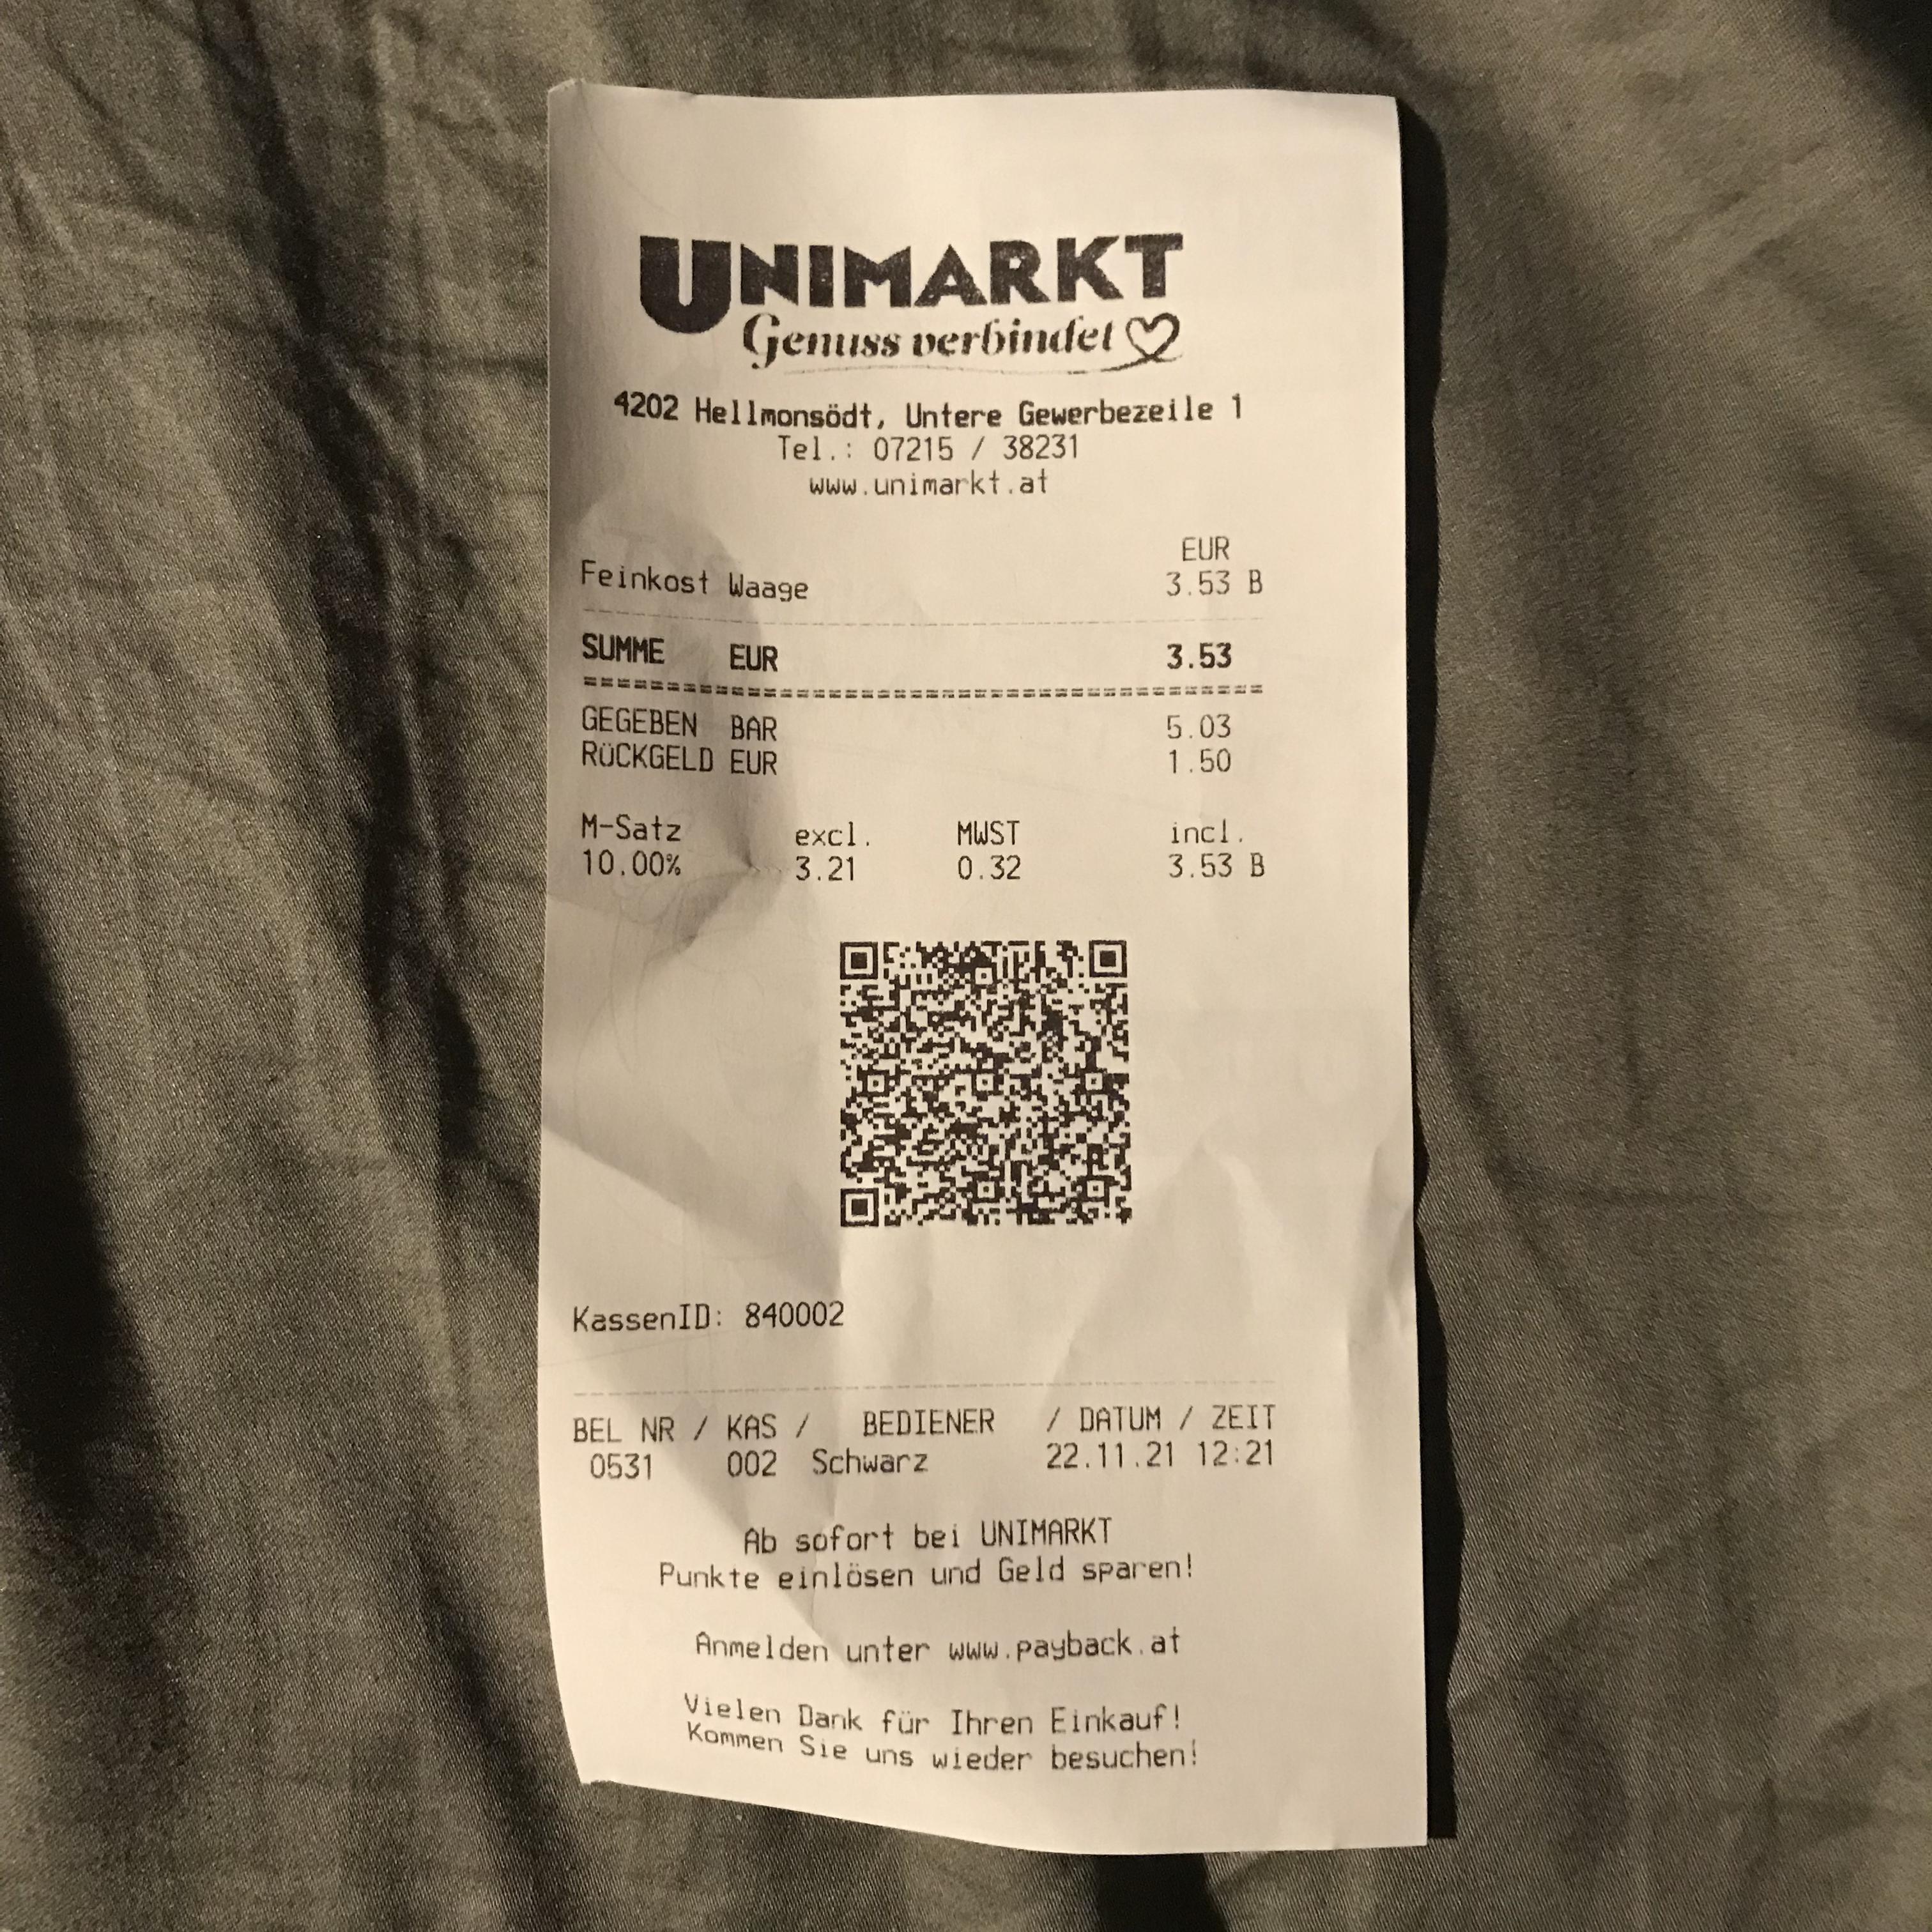 UNIMARKT
Genuss verbindet
4202 Hellmonsödt, Untere Gewerbezeile 1
Tel.: 07215 / 38231
www.unimarkt.at
EUR
Feinkost Waage 3.53 B
SUMME EUR 3.53
GEGEBEN BAR 5.03
RÜCKGELD EUR 1.50
M-Satz excl. MWST incl.
10.00% 3.21 0.32 3.53 B
KassenID: 840002
BEL NR / KAS / BEDIENER / DATUM / ZEIT
0531 002 Schwarz 22.11.21 12:21
Ab sofort bei UNIMARKT
Punkte einlösen und Geld sparen!
Anmelden unter www.payback.at
Vielen Dank für Ihren Einkauf!
Kommen Sie uns wieder besuchen!